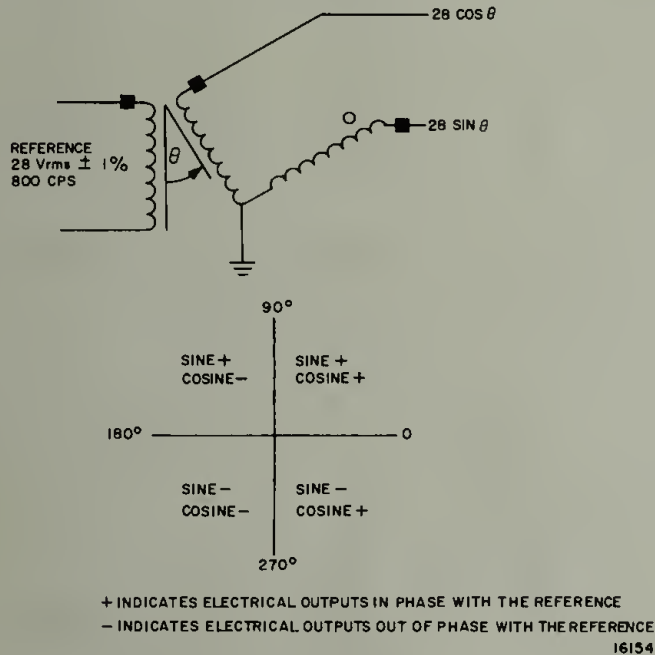 28 COS θ
REFERENCE
28 Vrms ± 1%
800 CPS
θ
28 SIN θ
90°
SINE +
COSINE -
SINE +
COSINE +
180°
0
SINE -
COSINE -
SINE -
COSINE +
270°
+ INDICATES ELECTRICAL OUTPUTS IN PHASE WITH THE REFERENCE
- INDICATES ELECTRICAL OUTPUTS OUT OF PHASE WITH THE REFERENCE
16154